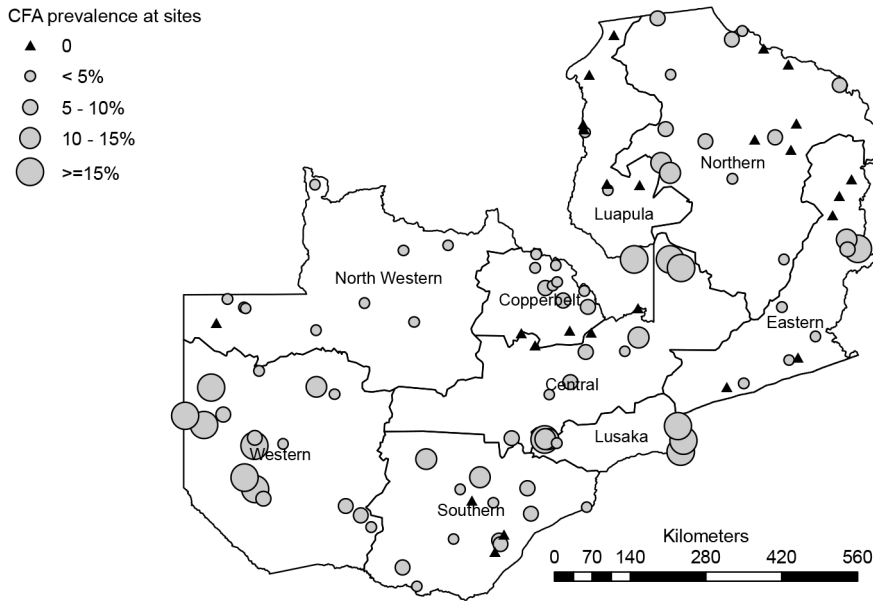 CFA prevalence at sites
0
< 5%
5 - 10%
10 - 15%
>=15%
Northern
Luapula
North Western
Copperbelt
Eastern
Central
Lusaka
Western
Southern
Kilometers
0 70 140 280 420 560